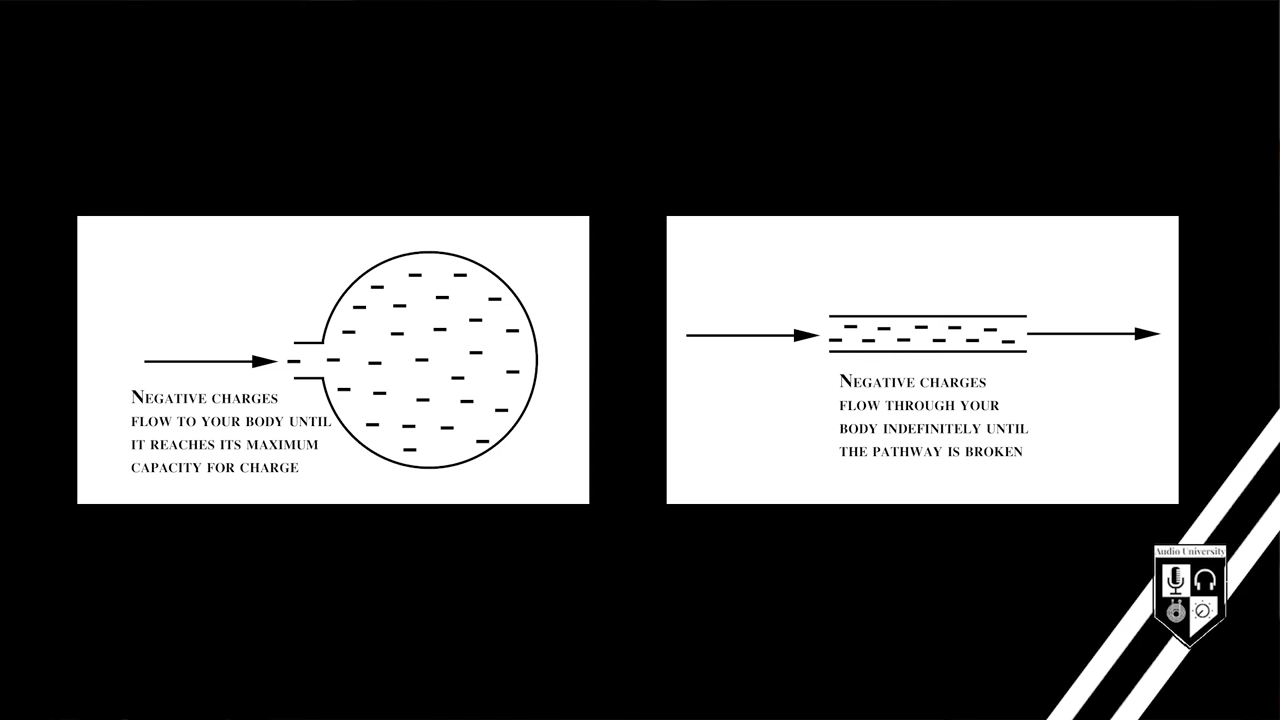 Negative charges
flow to your body until
it reaches its maximum
capacity for charge
Negative charges
flow through your
body indefinitely until
the pathway is broken
Audio University